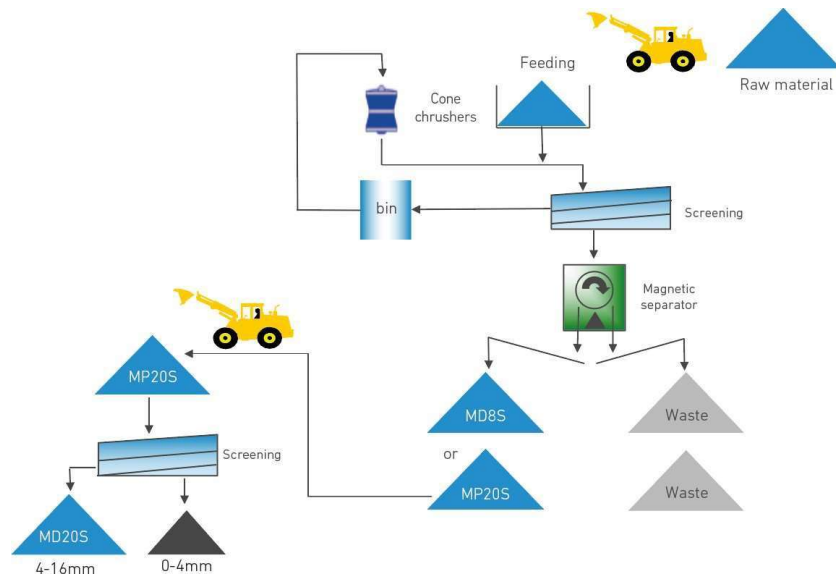 Feeding
Raw material
Cone
chrushers
bin
Screening
Magnetic
separator
MP20S
MD8S
Waste
or
Screening
MP20S
Waste
MD20S
4-16mm
0-4mm